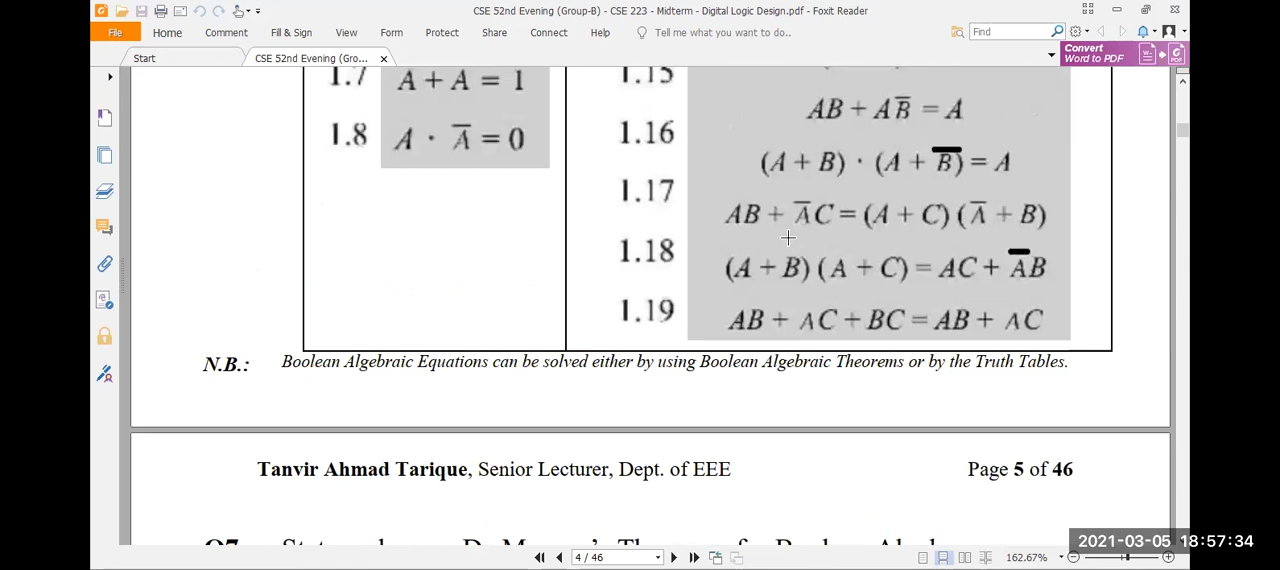 CSE 52nd Evening (Group-B) - CSE 223 - Midterm - Digital Logic Design.pdf - Foxit Reader
File Home Comment Fill & Sign View Form Protect Share Connect Help Tell me what you want to do.. Find
Start CSE 52nd Evening (Gro...
Convert
Word to PDF
1.7 A + A = 1
1.8 A · A̅ = 0
1.15
AB + AB̅ = A
1.16
(A + B) · (A + B̅) = A
1.17
AB + A̅C = (A + C) (A̅ + B)
1.18
(A + B) (A + C) = AC + A̅B
1.19
AB + AC + BC = AB + AC
N.B.: Boolean Algebraic Equations can be solved either by using Boolean Algebraic Theorems or by the Truth Tables.
Tanvir Ahmad Tarique, Senior Lecturer, Dept. of EEE Page 5 of 46
4 / 46
162.67%
2021-03-05 18:57:34